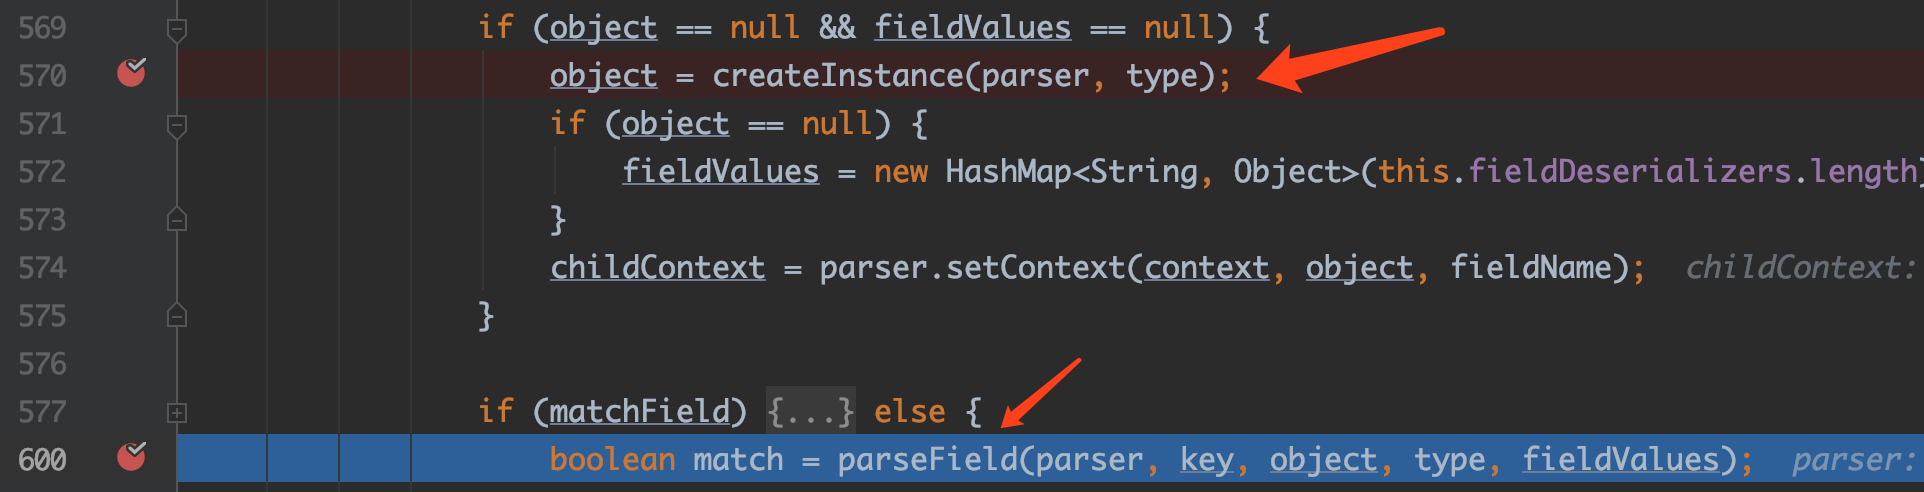 569 if (object == null && fieldValues == null) {
570 object = createInstance(parser, type);
571 if (object == null) {
572 fieldValues = new HashMap<String, Object>(this.fieldDeserializers.length)
573 }
574 childContext = parser.setContext(context, object, fieldName); childContext:
575 }
576
577 if (matchField) {...} else {
600 boolean match = parseField(parser, key, object, type, fieldValues); parser: